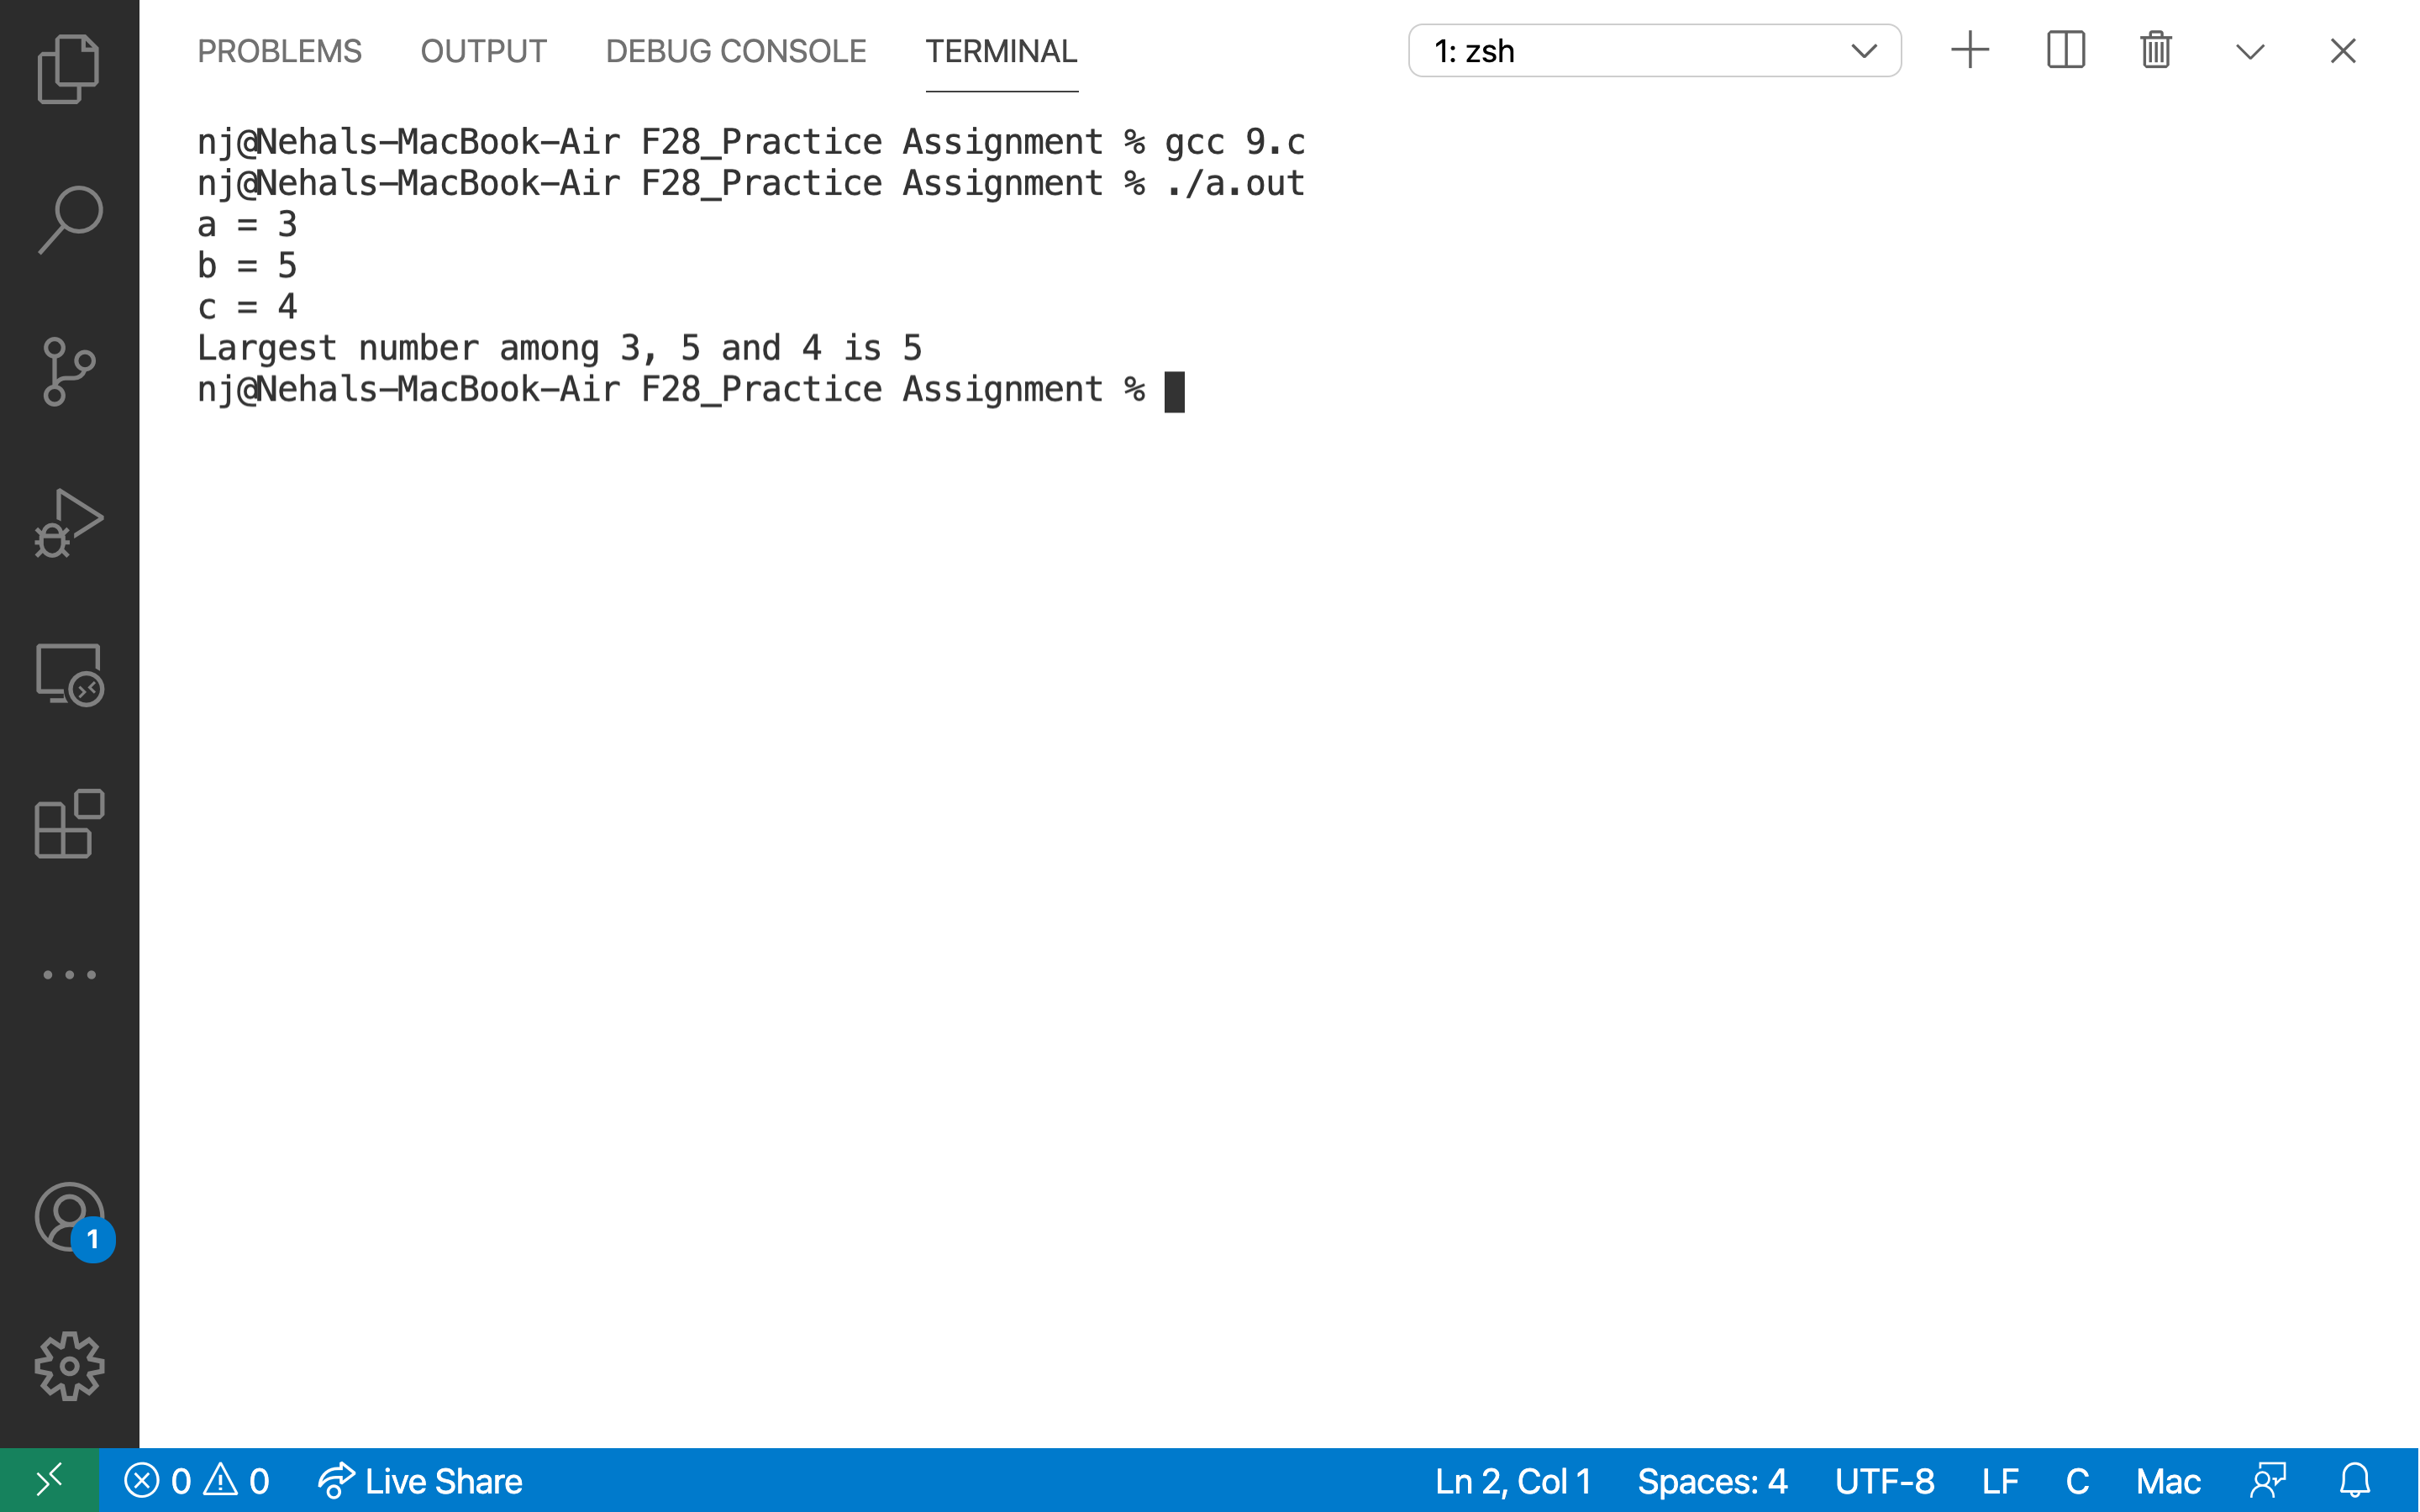 PROBLEMS OUTPUT DEBUG CONSOLE TERMINAL 1: zsh
nj@Nehals-MacBook-Air F28_Practice Assignment % gcc 9.c
nj@Nehals-MacBook-Air F28_Practice Assignment % ./a.out
a = 3
b = 5
c = 4
Largest number among 3, 5 and 4 is 5
nj@Nehals-MacBook-Air F28_Practice Assignment %
1
0 0 Live Share Ln 2, Col 1 Spaces: 4 UTF-8 LF C Mac